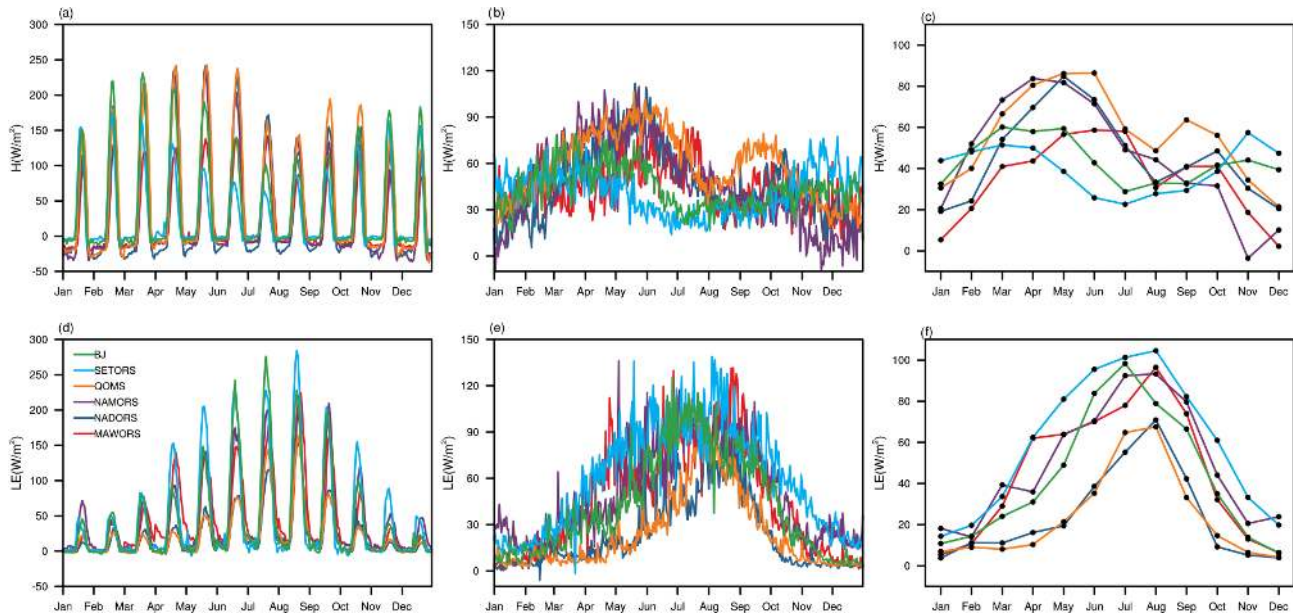 (a)
300
250
200
150
100
50
0
-50
H(W/m²)
Jan Feb Mar Apr May Jun Jul Aug Sep Oct Nov Dec
(b)
150
120
90
60
30
0
H(W/m²)
Jan Feb Mar Apr May Jun Jul Aug Sep Oct Nov Dec
(c)
100
80
60
40
20
0
H(W/m²)
Jan Feb Mar Apr May Jun Jul Aug Sep Oct Nov Dec
(d)
300
250
200
150
100
50
0
-50
LE(W/m²)
BJ
SETORS
QOMS
NAMORS
NADORS
MAWORS
Jan Feb Mar Apr May Jun Jul Aug Sep Oct Nov Dec
(e)
150
120
90
60
30
0
LE(W/m²)
Jan Feb Mar Apr May Jun Jul Aug Sep Oct Nov Dec
(f)
100
80
60
40
20
0
LE(W/m²)
Jan Feb Mar Apr May Jun Jul Aug Sep Oct Nov Dec